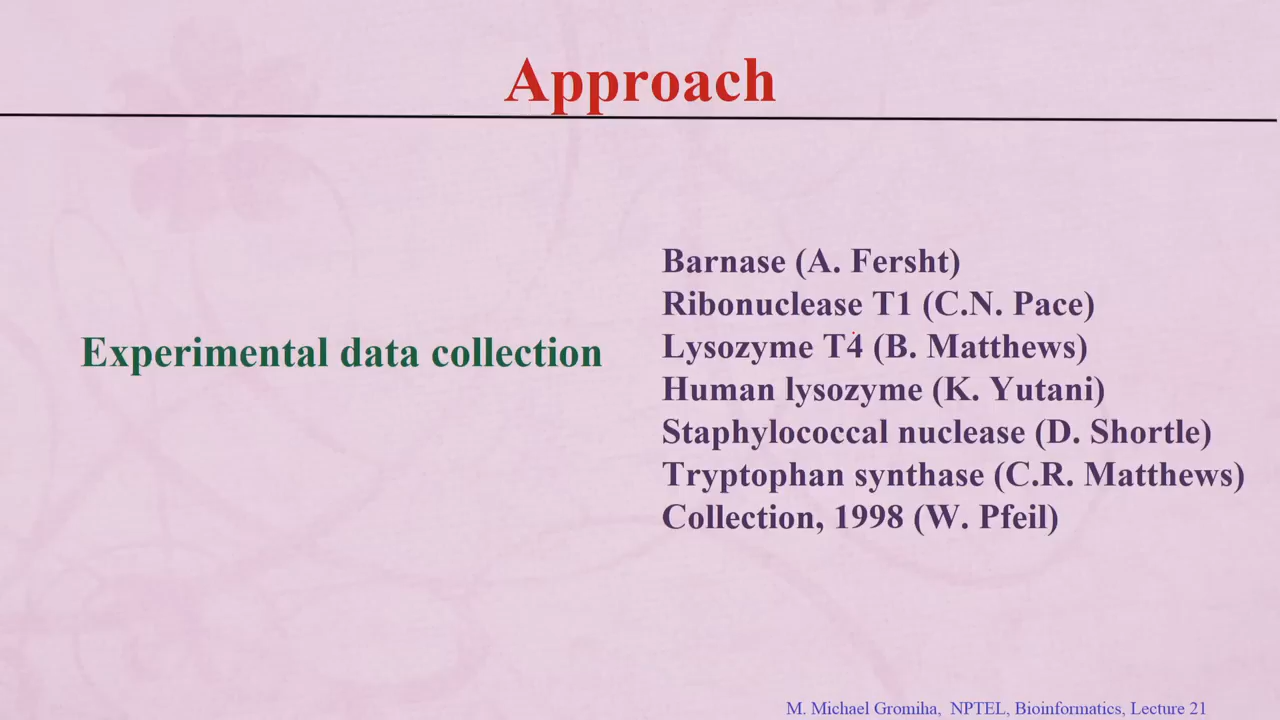 Approach
Experimental data collection
Barnase (A. Fersht)
Ribonuclease T1 (C.N. Pace)
Lysozyme T4 (B. Matthews)
Human lysozyme (K. Yutani)
Staphylococcal nuclease (D. Shortle)
Tryptophan synthase (C.R. Matthews)
Collection, 1998 (W. Pfeil)
M. Michael Gromiha, NPTEL, Bioinformatics, Lecture 21